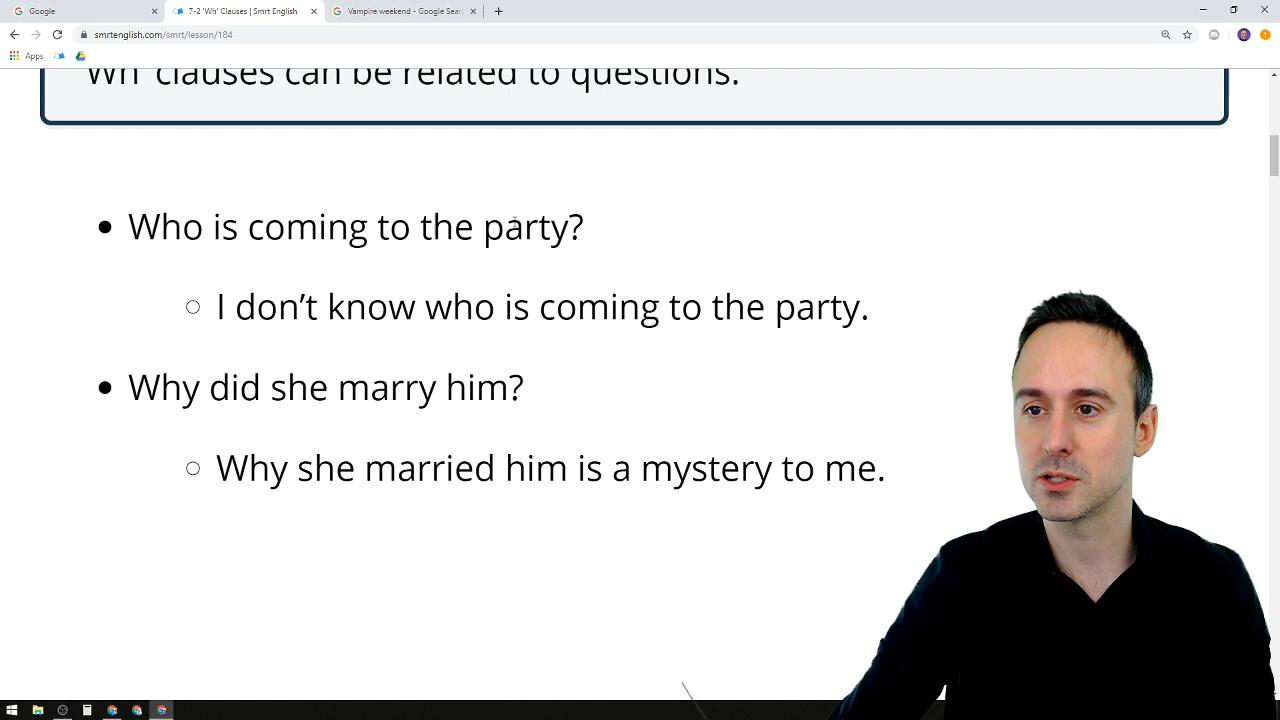 Google
7-2 'Wh' Clauses | Smrt English
Vampire weekend - Google Sear
smrtenglish.com/smrt/lesson/184
Apps
'Wh' clauses can be related to questions.
Who is coming to the party?
I don't know who is coming to the party.
Why did she marry him?
Why she married him is a mystery to me.